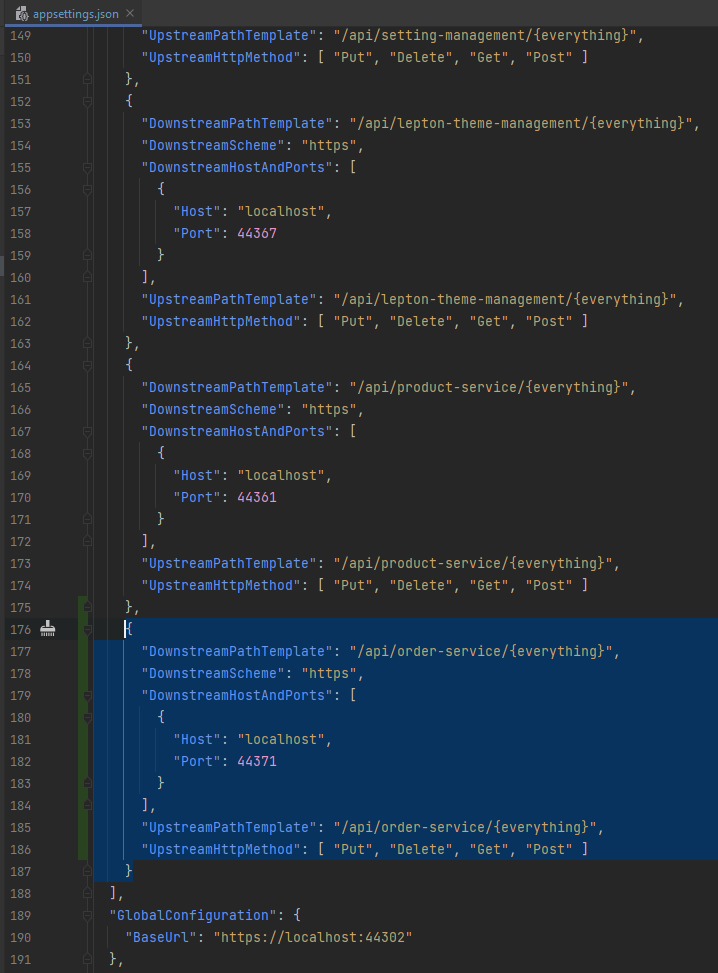 appsettings.json
149 "UpstreamPathTemplate": "/api/setting-management/{everything}",
150 "UpstreamHttpMethod": [ "Put", "Delete", "Get", "Post" ]
151 },
152 {
153 "DownstreamPathTemplate": "/api/lepton-theme-management/{everything}",
154 "DownstreamScheme": "https",
155 "DownstreamHostAndPorts": [
156 {
157 "Host": "localhost",
158 "Port": 44367
159 }
160 ],
161 "UpstreamPathTemplate": "/api/lepton-theme-management/{everything}",
162 "UpstreamHttpMethod": [ "Put", "Delete", "Get", "Post" ]
163 },
164 {
165 "DownstreamPathTemplate": "/api/product-service/{everything}",
166 "DownstreamScheme": "https",
167 "DownstreamHostAndPorts": [
168 {
169 "Host": "localhost",
170 "Port": 44361
171 }
172 ],
173 "UpstreamPathTemplate": "/api/product-service/{everything}",
174 "UpstreamHttpMethod": [ "Put", "Delete", "Get", "Post" ]
175 },
176 {
177 "DownstreamPathTemplate": "/api/order-service/{everything}",
178 "DownstreamScheme": "https",
179 "DownstreamHostAndPorts": [
180 {
181 "Host": "localhost",
182 "Port": 44371
183 }
184 ],
185 "UpstreamPathTemplate": "/api/order-service/{everything}",
186 "UpstreamHttpMethod": [ "Put", "Delete", "Get", "Post" ]
187 }
188 ],
189 "GlobalConfiguration": {
190 "BaseUrl": "https://localhost:44302"
191 },